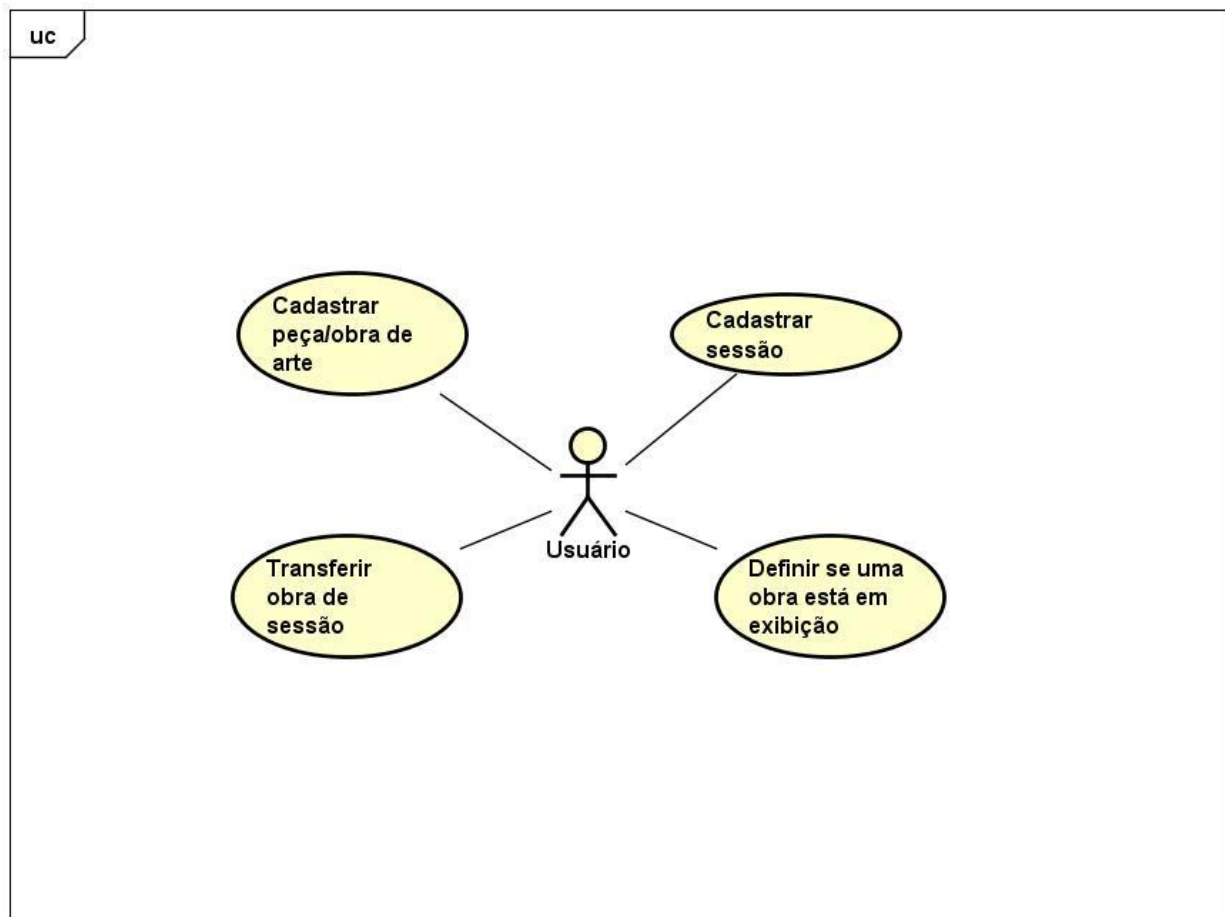 uc
Cadastrar
peça/obra de
arte
Cadastrar
sessão
Usuário
Transferir
obra de
sessão
Definir se uma
obra está em
exibição